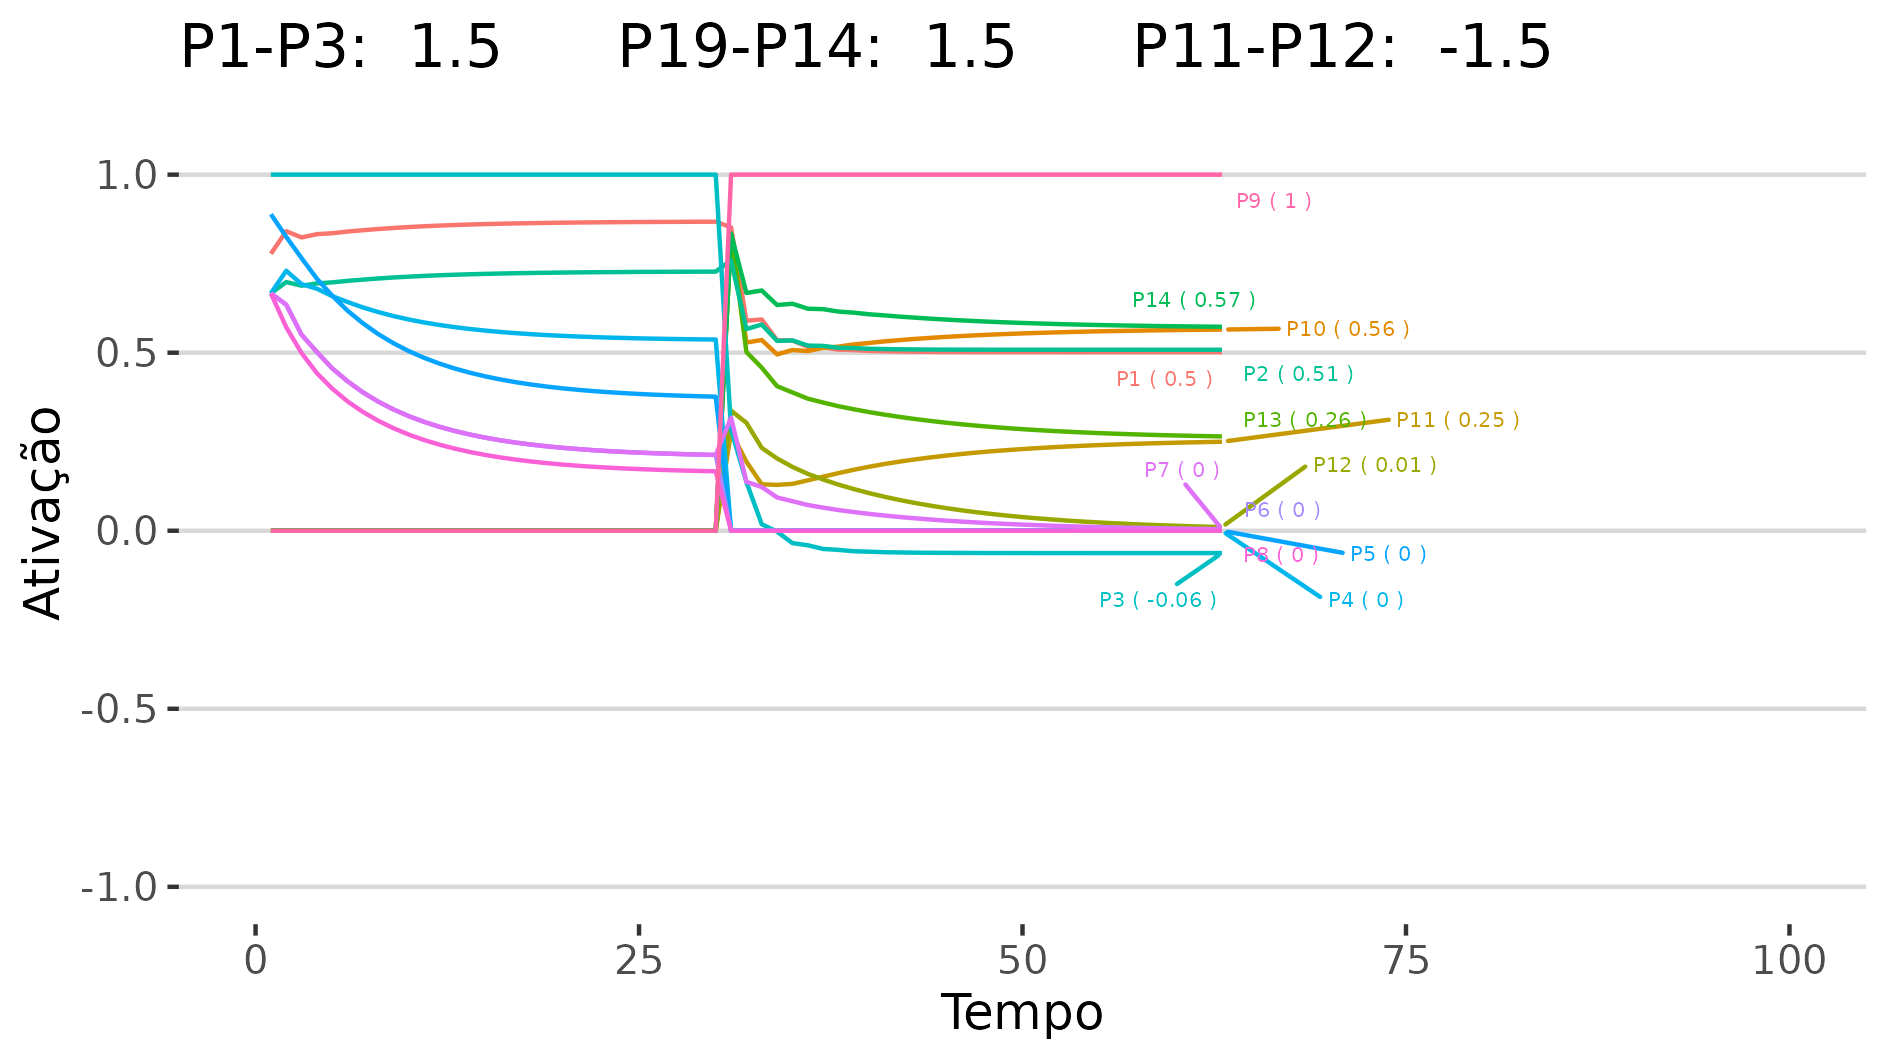 P1-P3:  1.5      P19-P14:  1.5      P11-P12:  -1.5
Ativação
1.0
0.5
0.0
-0.5
-1.0
P9 ( 1 )
P14 ( 0.57 )
P10 ( 0.56 )
P2 ( 0.51 )
P1 ( 0.5 )
P13 ( 0.26 )
P11 ( 0.25 )
P12 ( 0.01 )
P7 ( 0 )
P6 ( 0 )
P5 ( 0 )
P8 ( 0 )
P3 ( -0.06 )
P4 ( 0 )
0 25 50 75 100
Tempo